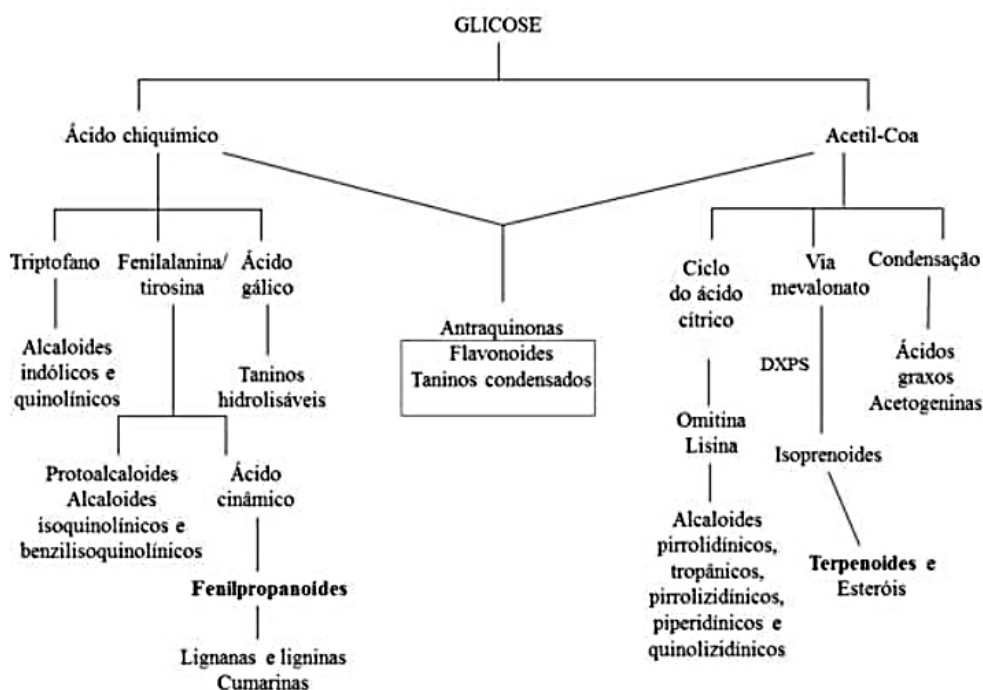 GLICOSE
Ácido chiquímico
Acetil-Coa
Triptofano
Fenilalanina/
tirosina
Ácido
gálico
Alcaloides
indólicos e
quinolínicos
Taninos
hidrolisáveis
Protoalcaloides
Alcaloides
isoquinolínicos e
benzilisoquinolínicos
Ácido
cinâmico
Fenilpropanoides
Lignanas e ligninas
Cumarinas
Antraquinonas
Flavonoides
Taninos condensados
Ciclo
do ácido
cítrico
Via
mevalonato
Condensação
DXPS
Ácidos
graxos
Acetogeninas
Omitina
Lisina
Isoprenoides
Alcaloides
pirrolidínicos,
tropânicos,
pirrolizidínicos,
piperidínicos e
quinolizidínicos
Terpenoides e
Esteróis